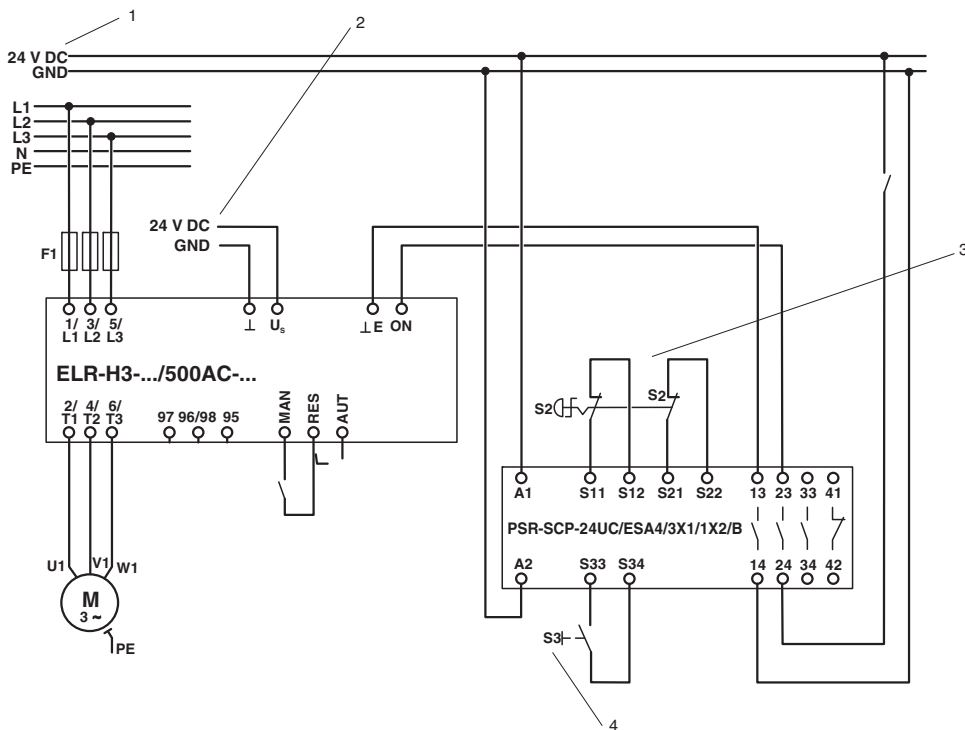 1
2
24 V DC
GND
L1
L2
L3
N
PE
24 V DC
GND
3
F1
1/ 3/ 5/
L1 L2 L3
⊥ Us
⊥E ON
ELR-H3-.../500AC-...
2/ 4/ 6/
T1 T2 T3
97 96/98 95
MAN RES AUT
S2 S2
A1 S11 S12 S21 S22 13 23 33 41
PSR-SCP-24UC/ESA4/3X1/1X2/B
A2 S33 S34 14 24 34 42
U1 V1 W1
M
3 ~
PE
S3
4